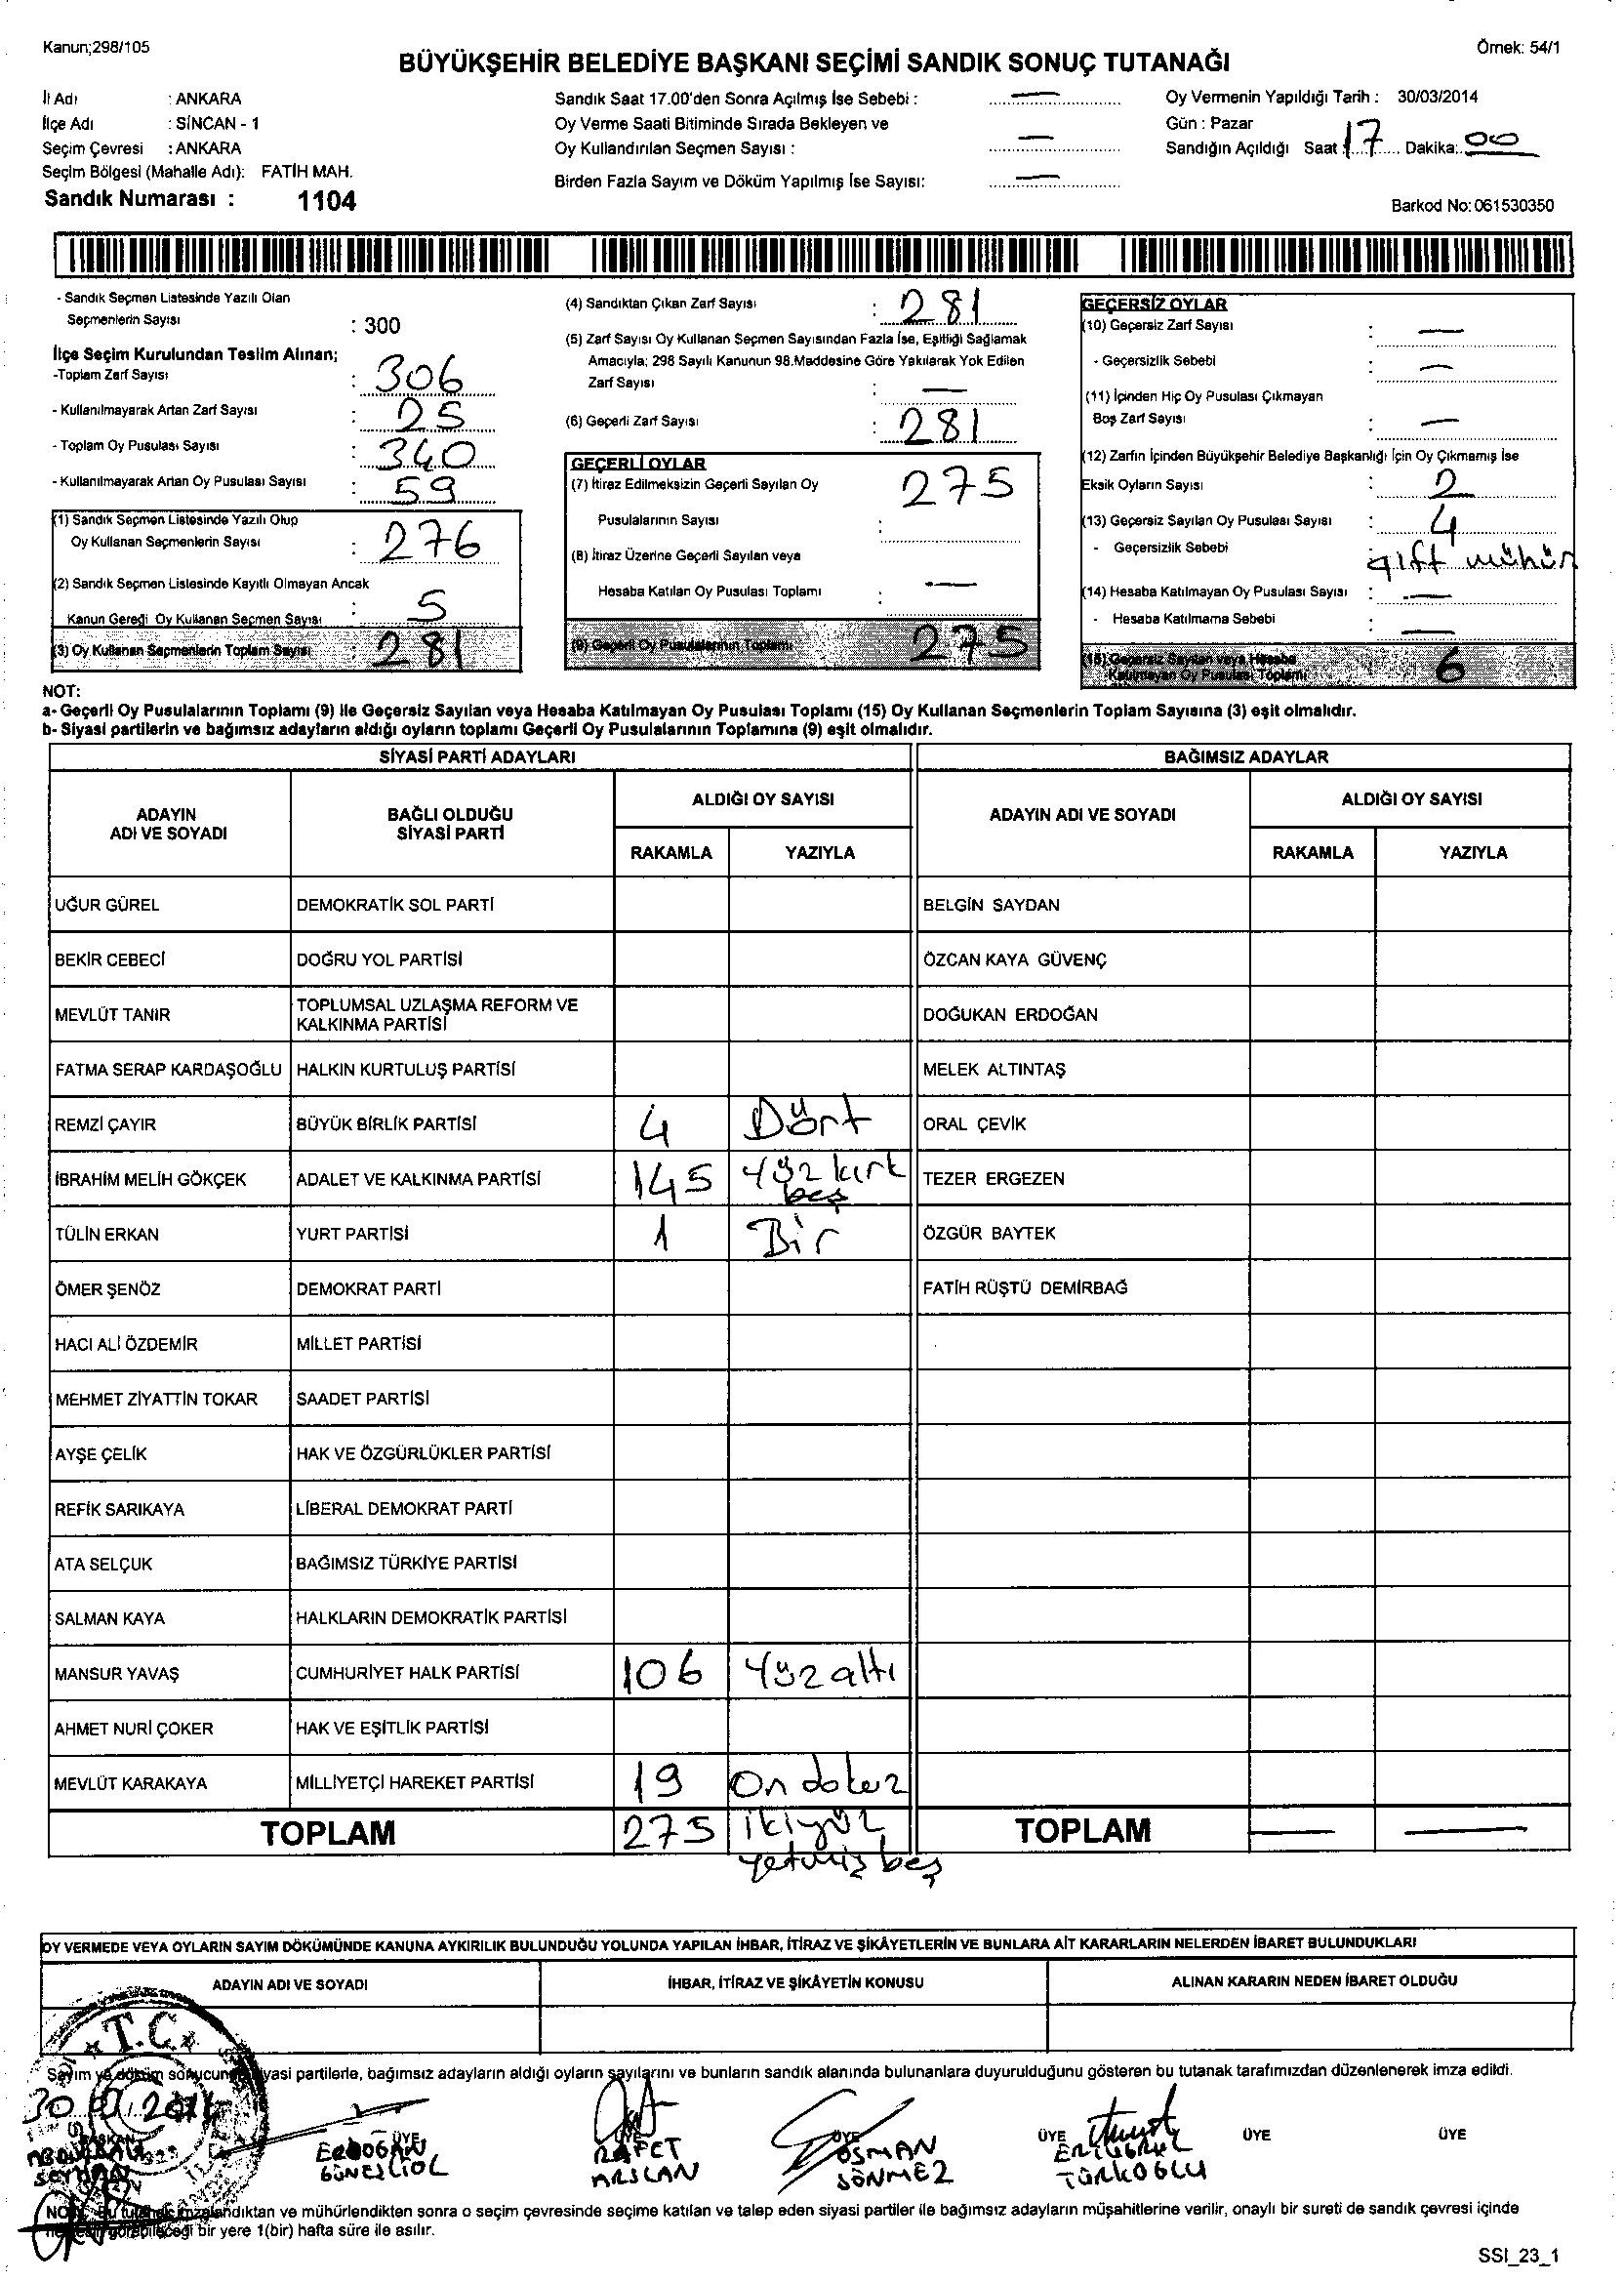 Kanun;298/105
Örnek: 54/1
BÜYÜKŞEHİR BELEDİYE BAŞKANI SEÇİMİ SANDIK SONUÇ TUTANAĞI
İl Adı : ANKARA
İlçe Adı : SİNCAN - 1
Seçim Çevresi : ANKARA
Seçim Bölgesi (Mahalle Adı): FATİH MAH.
Sandık Numarası : 1104
Sandık Saat 17.00'den Sonra Açılmış İse Sebebi : —
Oy Verme Saati Bitiminde Sırada Bekleyen ve
Oy Kullandırılan Seçmen Sayısı : —
Birden Fazla Sayım ve Döküm Yapılmış İse Sayısı: —
Oy Vermenin Yapıldığı Tarih : 30/03/2014
Gün : Pazar
Sandığın Açıldığı Saat : 17 Dakika: 00
Barkod No: 061530350
- Sandık Seçmen Listesinde Yazılı Olan
Seçmenlerin Sayısı : 300
İlçe Seçim Kurulundan Teslim Alınan;
-Toplam Zarf Sayısı : 306
- Kullanılmayarak Artan Zarf Sayısı : 25
- Toplam Oy Pusulası Sayısı : 340
- Kullanılmayarak Artan Oy Pusulası Sayısı : 59
(1) Sandık Seçmen Listesinde Yazılı Olup
Oy Kullanan Seçmenlerin Sayısı : 276
(2) Sandık Seçmen Listesinde Kayıtlı Olmayan Ancak
Kanun Gereği Oy Kullanan Seçmen Sayısı : 5
(3) Oy Kullanan Seçmenlerin Toplam Sayısı : 281
(4) Sandıktan Çıkan Zarf Sayısı : 281
(5) Zarf Sayısı Oy Kullanan Seçmen Sayısından Fazla İse, Eşitliği Sağlamak
Amacıyla; 298 Sayılı Kanunun 98.Maddesine Göre Yakılarak Yok Edilen
Zarf Sayısı : —
(6) Geçerli Zarf Sayısı : 281
GEÇERLİ OYLAR
(7) İtiraz Edilmeksizin Geçerli Sayılan Oy 275
Pusulalarının Sayısı :
(8) İtiraz Üzerine Geçerli Sayılan veya
Hesaba Katılan Oy Pusulası Toplamı : —
(9) Geçerli Oy Pusulalarının Toplamı 275
GEÇERSİZ OYLAR
(10) Geçersiz Zarf Sayısı : —
- Geçersizlik Sebebi : —
(11) İçinden Hiç Oy Pusulası Çıkmayan
Boş Zarf Sayısı : —
(12) Zarfın İçinden Büyükşehir Belediye Başkanlığı İçin Oy Çıkmamış İse
Eksik Oyların Sayısı : 2
(13) Geçersiz Sayılan Oy Pusulası Sayısı : 4
- Geçersizlik Sebebi : çift mühür
(14) Hesaba Katılmayan Oy Pusulası Sayısı : —
- Hesaba Katılmama Sebebi : —
(15) Geçersiz Sayılan veya Hesaba
Katılmayan Oy Pusulası Toplamı 6
NOT:
a- Geçerli Oy Pusulalarının Toplamı (9) ile Geçersiz Sayılan veya Hesaba Katılmayan Oy Pusulası Toplamı (15) Oy Kullanan Seçmenlerin Toplam Sayısına (3) eşit olmalıdır.
b- Siyasi partilerin ve bağımsız adayların aldığı oyların toplamı Geçerli Oy Pusulalarının Toplamına (9) eşit olmalıdır.
SİYASİ PARTİ ADAYLARI BAĞIMSIZ ADAYLAR
ADAYIN ADI VE SOYADI BAĞLI OLDUĞU SİYASİ PARTİ ALDIĞI OY SAYISI ADAYIN ADI VE SOYADI ALDIĞI OY SAYISI
RAKAMLA YAZIYLA RAKAMLA YAZIYLA
UĞUR GÜREL DEMOKRATİK SOL PARTİ BELGİN SAYDAN
BEKİR CEBECİ DOĞRU YOL PARTİSİ ÖZCAN KAYA GÜVENÇ
MEVLÜT TANIR TOPLUMSAL UZLAŞMA REFORM VE KALKINMA PARTİSİ DOĞUKAN ERDOĞAN
FATMA SERAP KARDAŞOĞLU HALKIN KURTULUŞ PARTİSİ MELEK ALTINTAŞ
REMZİ ÇAYIR BÜYÜK BİRLİK PARTİSİ 4 Dört ORAL ÇEVİK
İBRAHİM MELİH GÖKÇEK ADALET VE KALKINMA PARTİSİ 145 Yüz kırk beş TEZER ERGEZEN
TÜLİN ERKAN YURT PARTİSİ 1 Bir ÖZGÜR BAYTEK
ÖMER ŞENÖZ DEMOKRAT PARTİ FATİH RÜŞTÜ DEMİRBAĞ
HACI ALİ ÖZDEMİR MİLLET PARTİSİ
MEHMET ZİYATTİN TOKAR SAADET PARTİSİ
AYŞE ÇELİK HAK VE ÖZGÜRLÜKLER PARTİSİ
REFİK SARIKAYA LİBERAL DEMOKRAT PARTİ
ATA SELÇUK BAĞIMSIZ TÜRKİYE PARTİSİ
SALMAN KAYA HALKLARIN DEMOKRATİK PARTİSİ
MANSUR YAVAŞ CUMHURİYET HALK PARTİSİ 106 Yüz altı
AHMET NURİ ÇOKER HAK VE EŞİTLİK PARTİSİ
MEVLÜT KARAKAYA MİLLİYETÇİ HAREKET PARTİSİ 19 On dokuz
TOPLAM 275 ikiyüz yetmiş beş TOPLAM — —
OY VERMEDE VEYA OYLARIN SAYIM DÖKÜMÜNDE KANUNA AYKIRILIK BULUNDUĞU YOLUNDA YAPILAN İHBAR, İTİRAZ VE ŞİKÂYETLERİN VE BUNLARA AİT KARARLARIN NELERDEN İBARET BULUNDUKLARI
ADAYIN ADI VE SOYADI İHBAR, İTİRAZ VE ŞİKÂYETİN KONUSU ALINAN KARARIN NEDEN İBARET OLDUĞU
T.C.
Sayım ve döküm sonucunda siyasi partilerle, bağımsız adayların aldığı oyların sayılarını ve bunların sandık alanında bulunanlara duyurulduğunu gösteren bu tutanak tarafımızdan düzenlenerek imza edildi.
BAŞKAN ÜYE ÜYE ÜYE ÜYE ÜYE
ERDOĞAN RAFET OSMAN ERTUĞRUL
GÜNEŞLİOL ARSLAN SÖNMEZ TÜRKOĞLU
NOT: Bu tutanak imzalandıktan ve mühürlendikten sonra o seçim çevresinde seçime katılan ve talep eden siyasi partiler ile bağımsız adayların müşahitlerine verilir, onaylı bir sureti de sandık çevresi içinde
görebileceği bir yere 1(bir) hafta süre ile asılır.
SSI_23_1